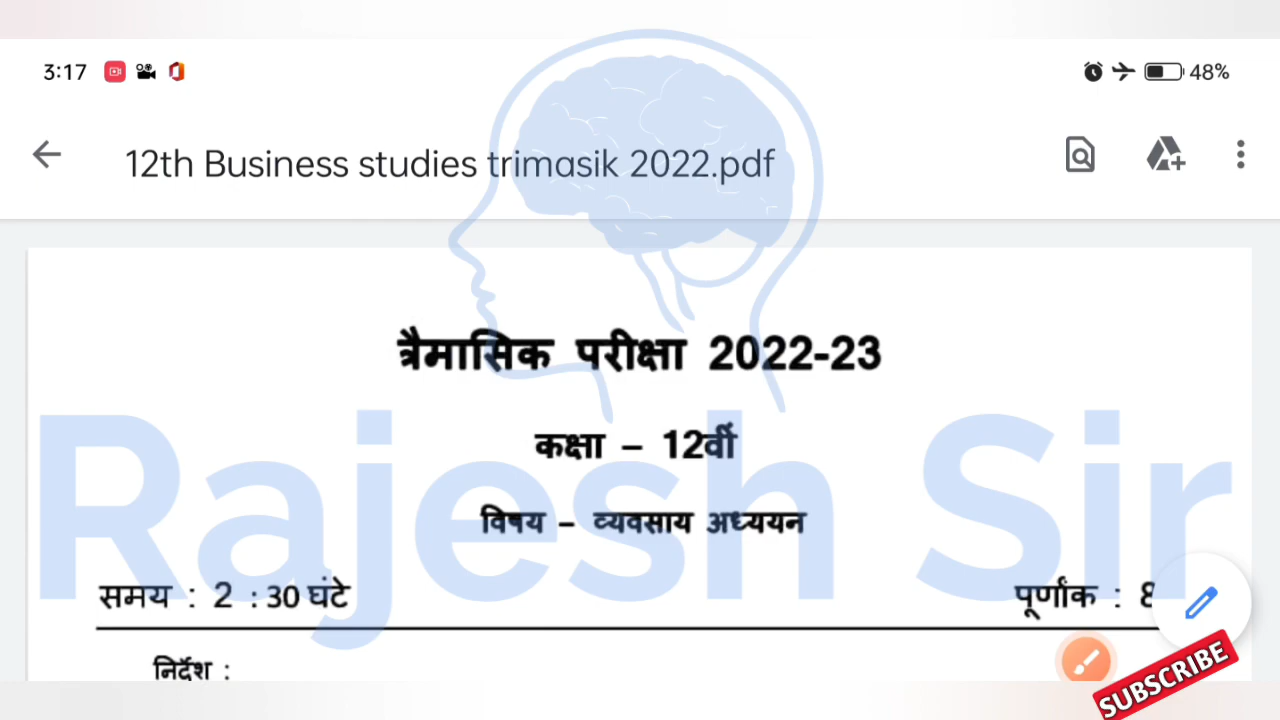 3:17
48%
12th Business studies trimasik 2022.pdf
त्रैमासिक परीक्षा 2022-23
कक्षा – 12वीं
विषय – व्यवसाय अध्ययन
Rajesh Sir
समय : 2 : 30 घंटे
पूर्णांक : 8
निर्देश :
SUBSCRIBE